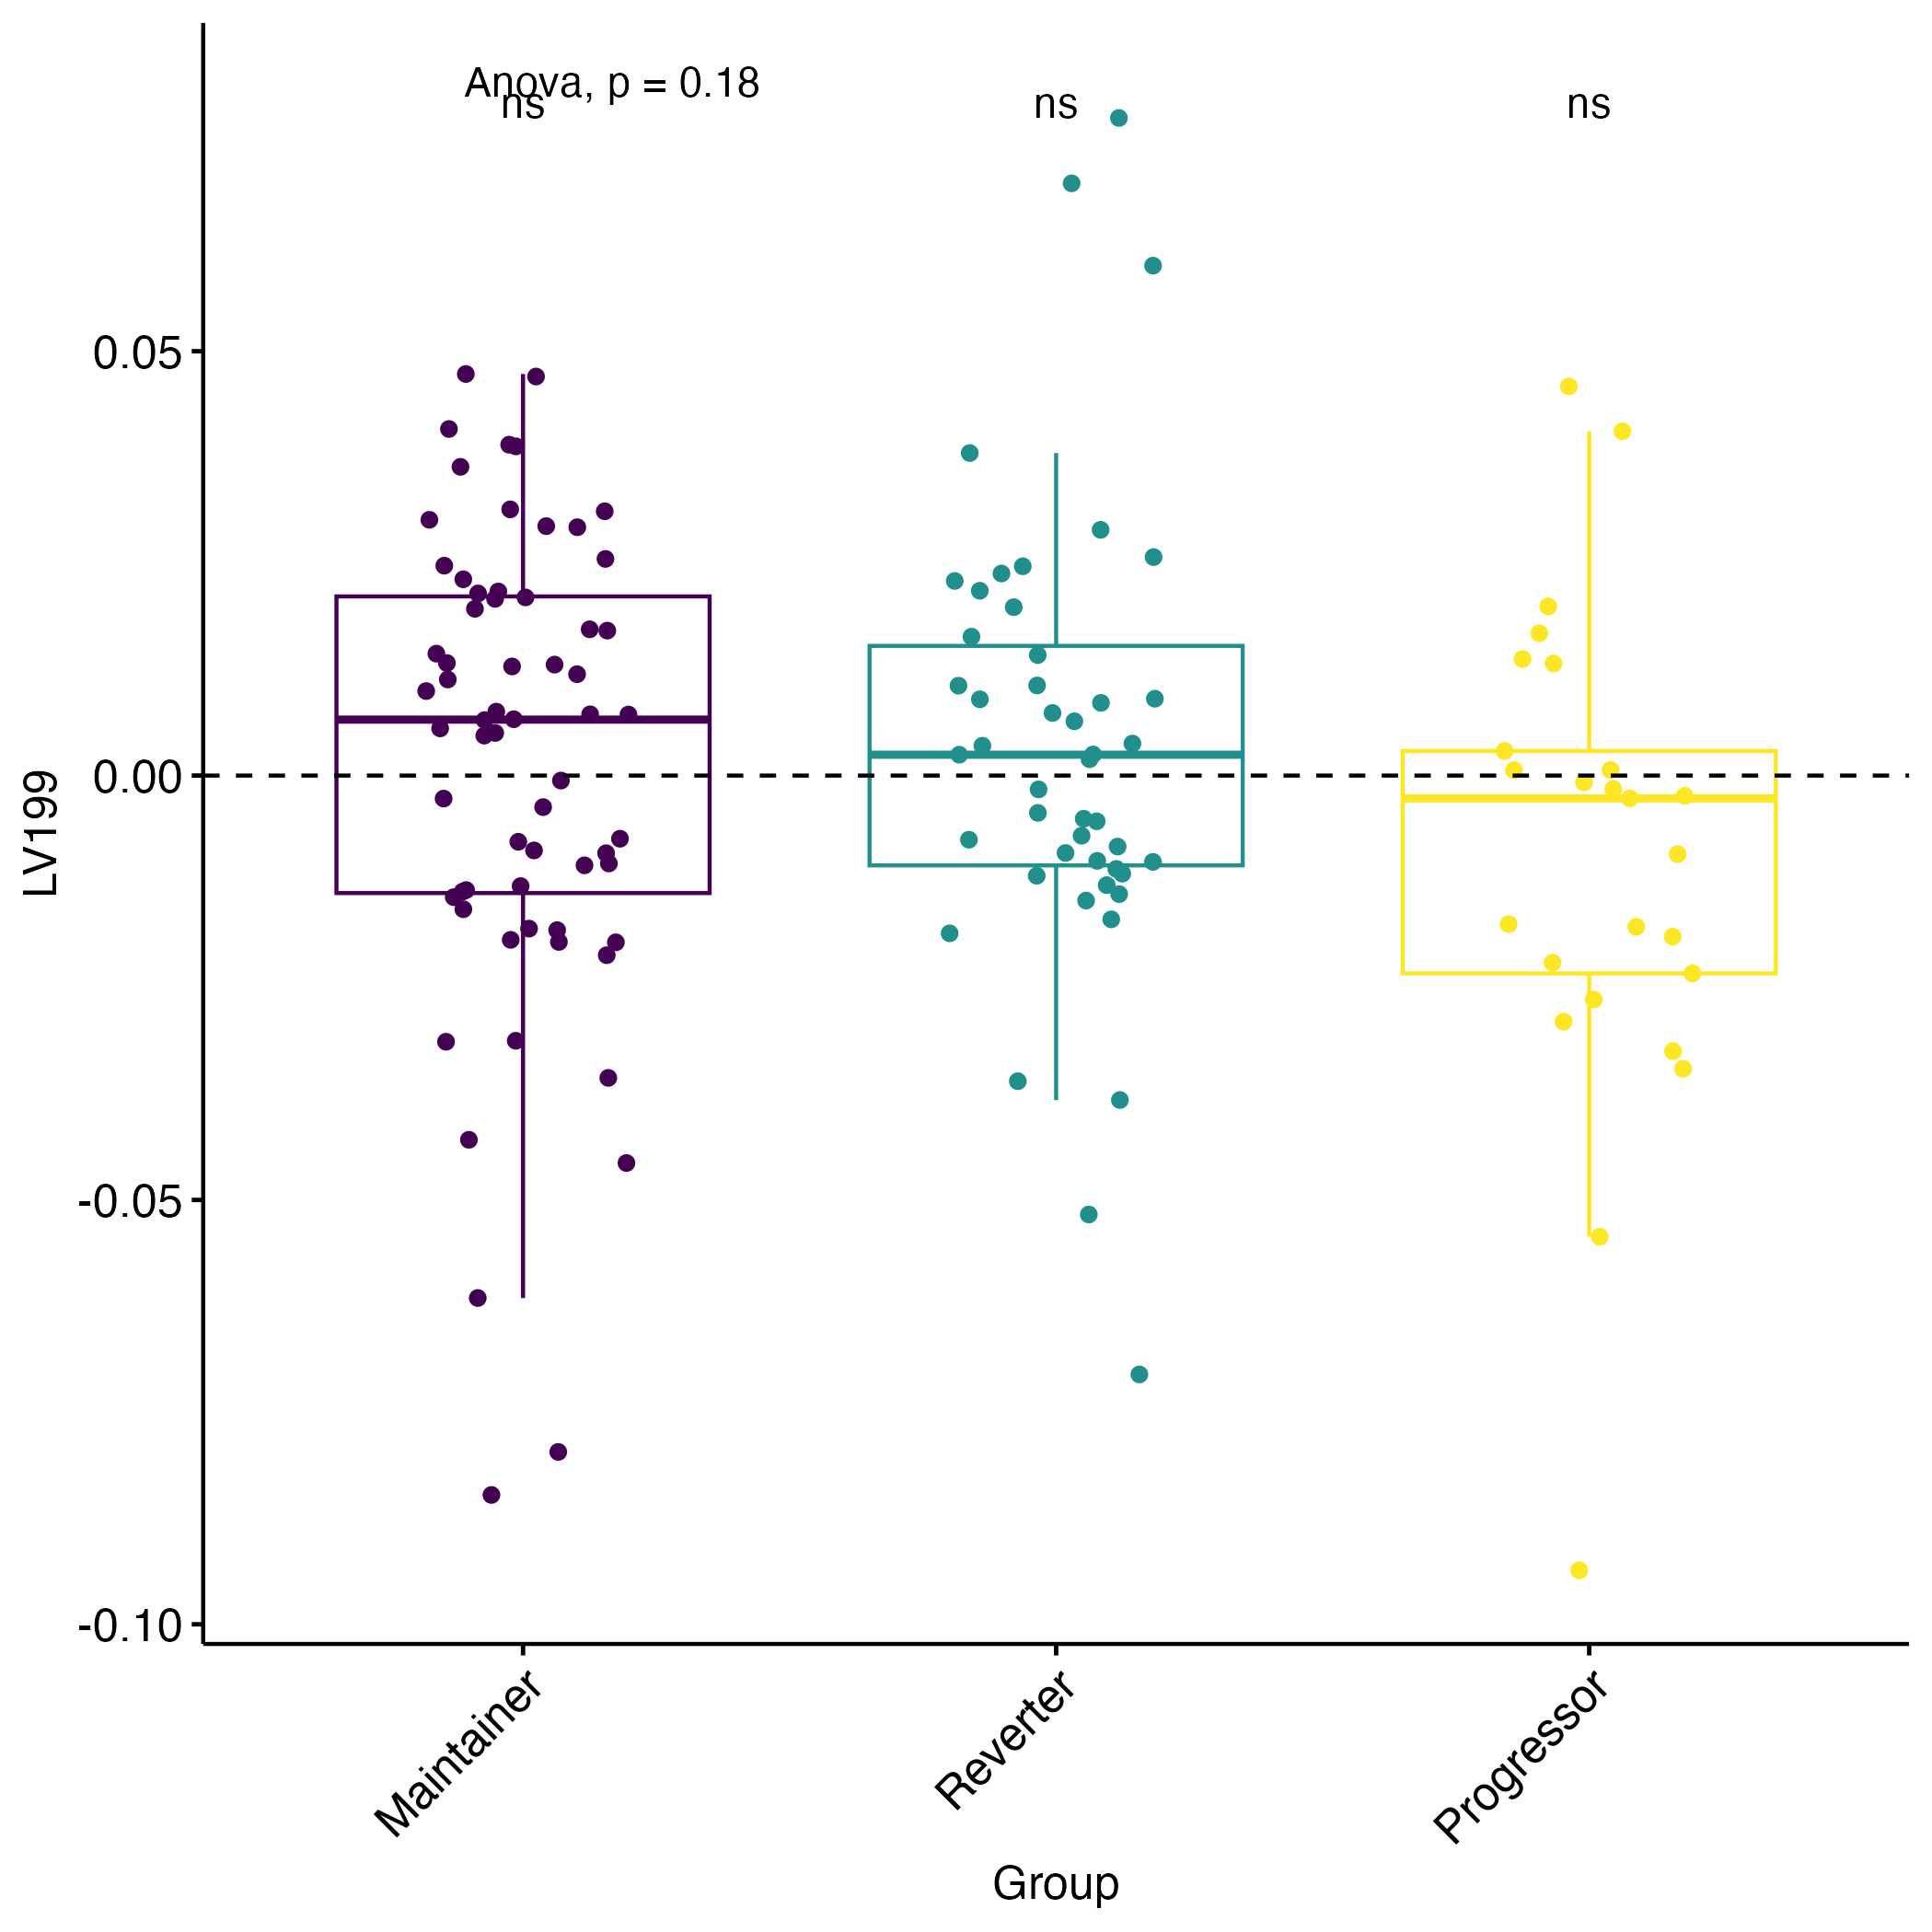 Anova, p = 0.18
ns
ns
ns
0.05
0.00
-0.05
-0.10
LV199
Maintainer
Reverter
Progressor
Group